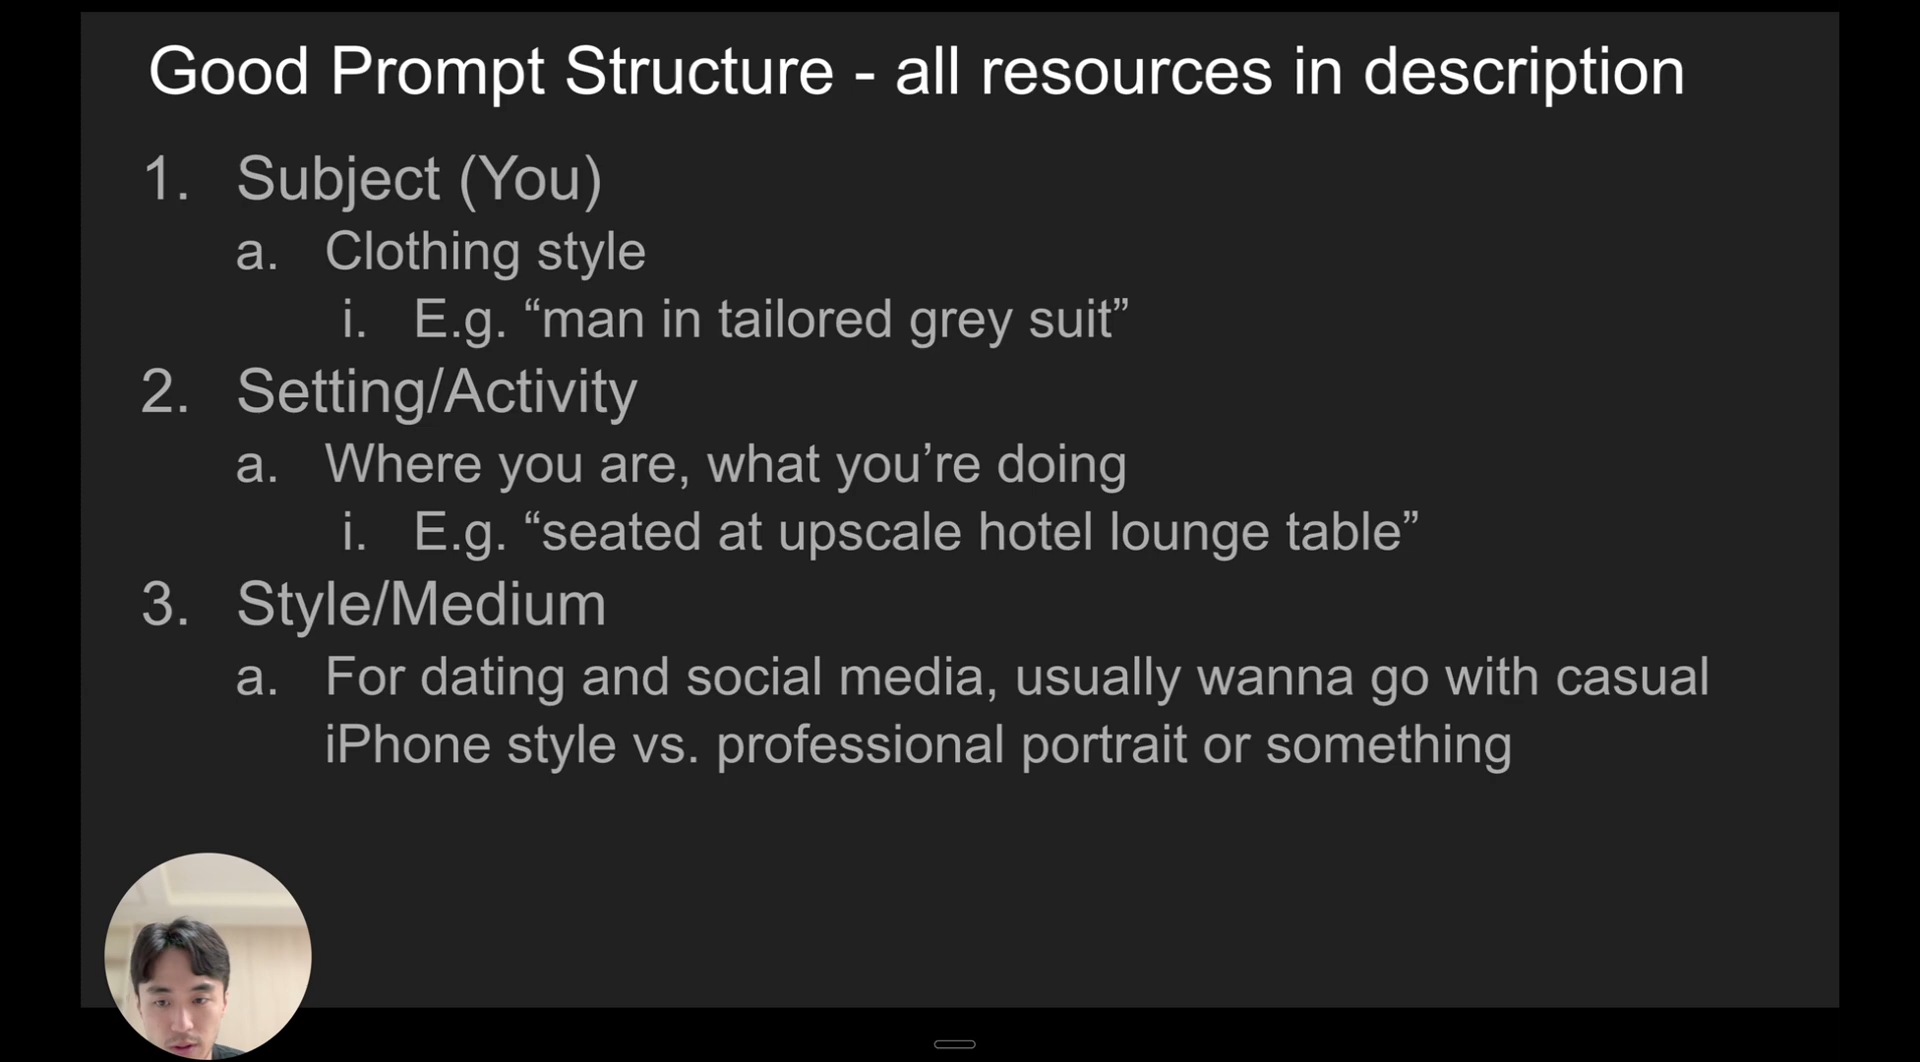 Good Prompt Structure - all resources in description
1. Subject (You)
a. Clothing style
i. E.g. “man in tailored grey suit”
2. Setting/Activity
a. Where you are, what you’re doing
i. E.g. “seated at upscale hotel lounge table”
3. Style/Medium
a. For dating and social media, usually wanna go with casual
iPhone style vs. professional portrait or something